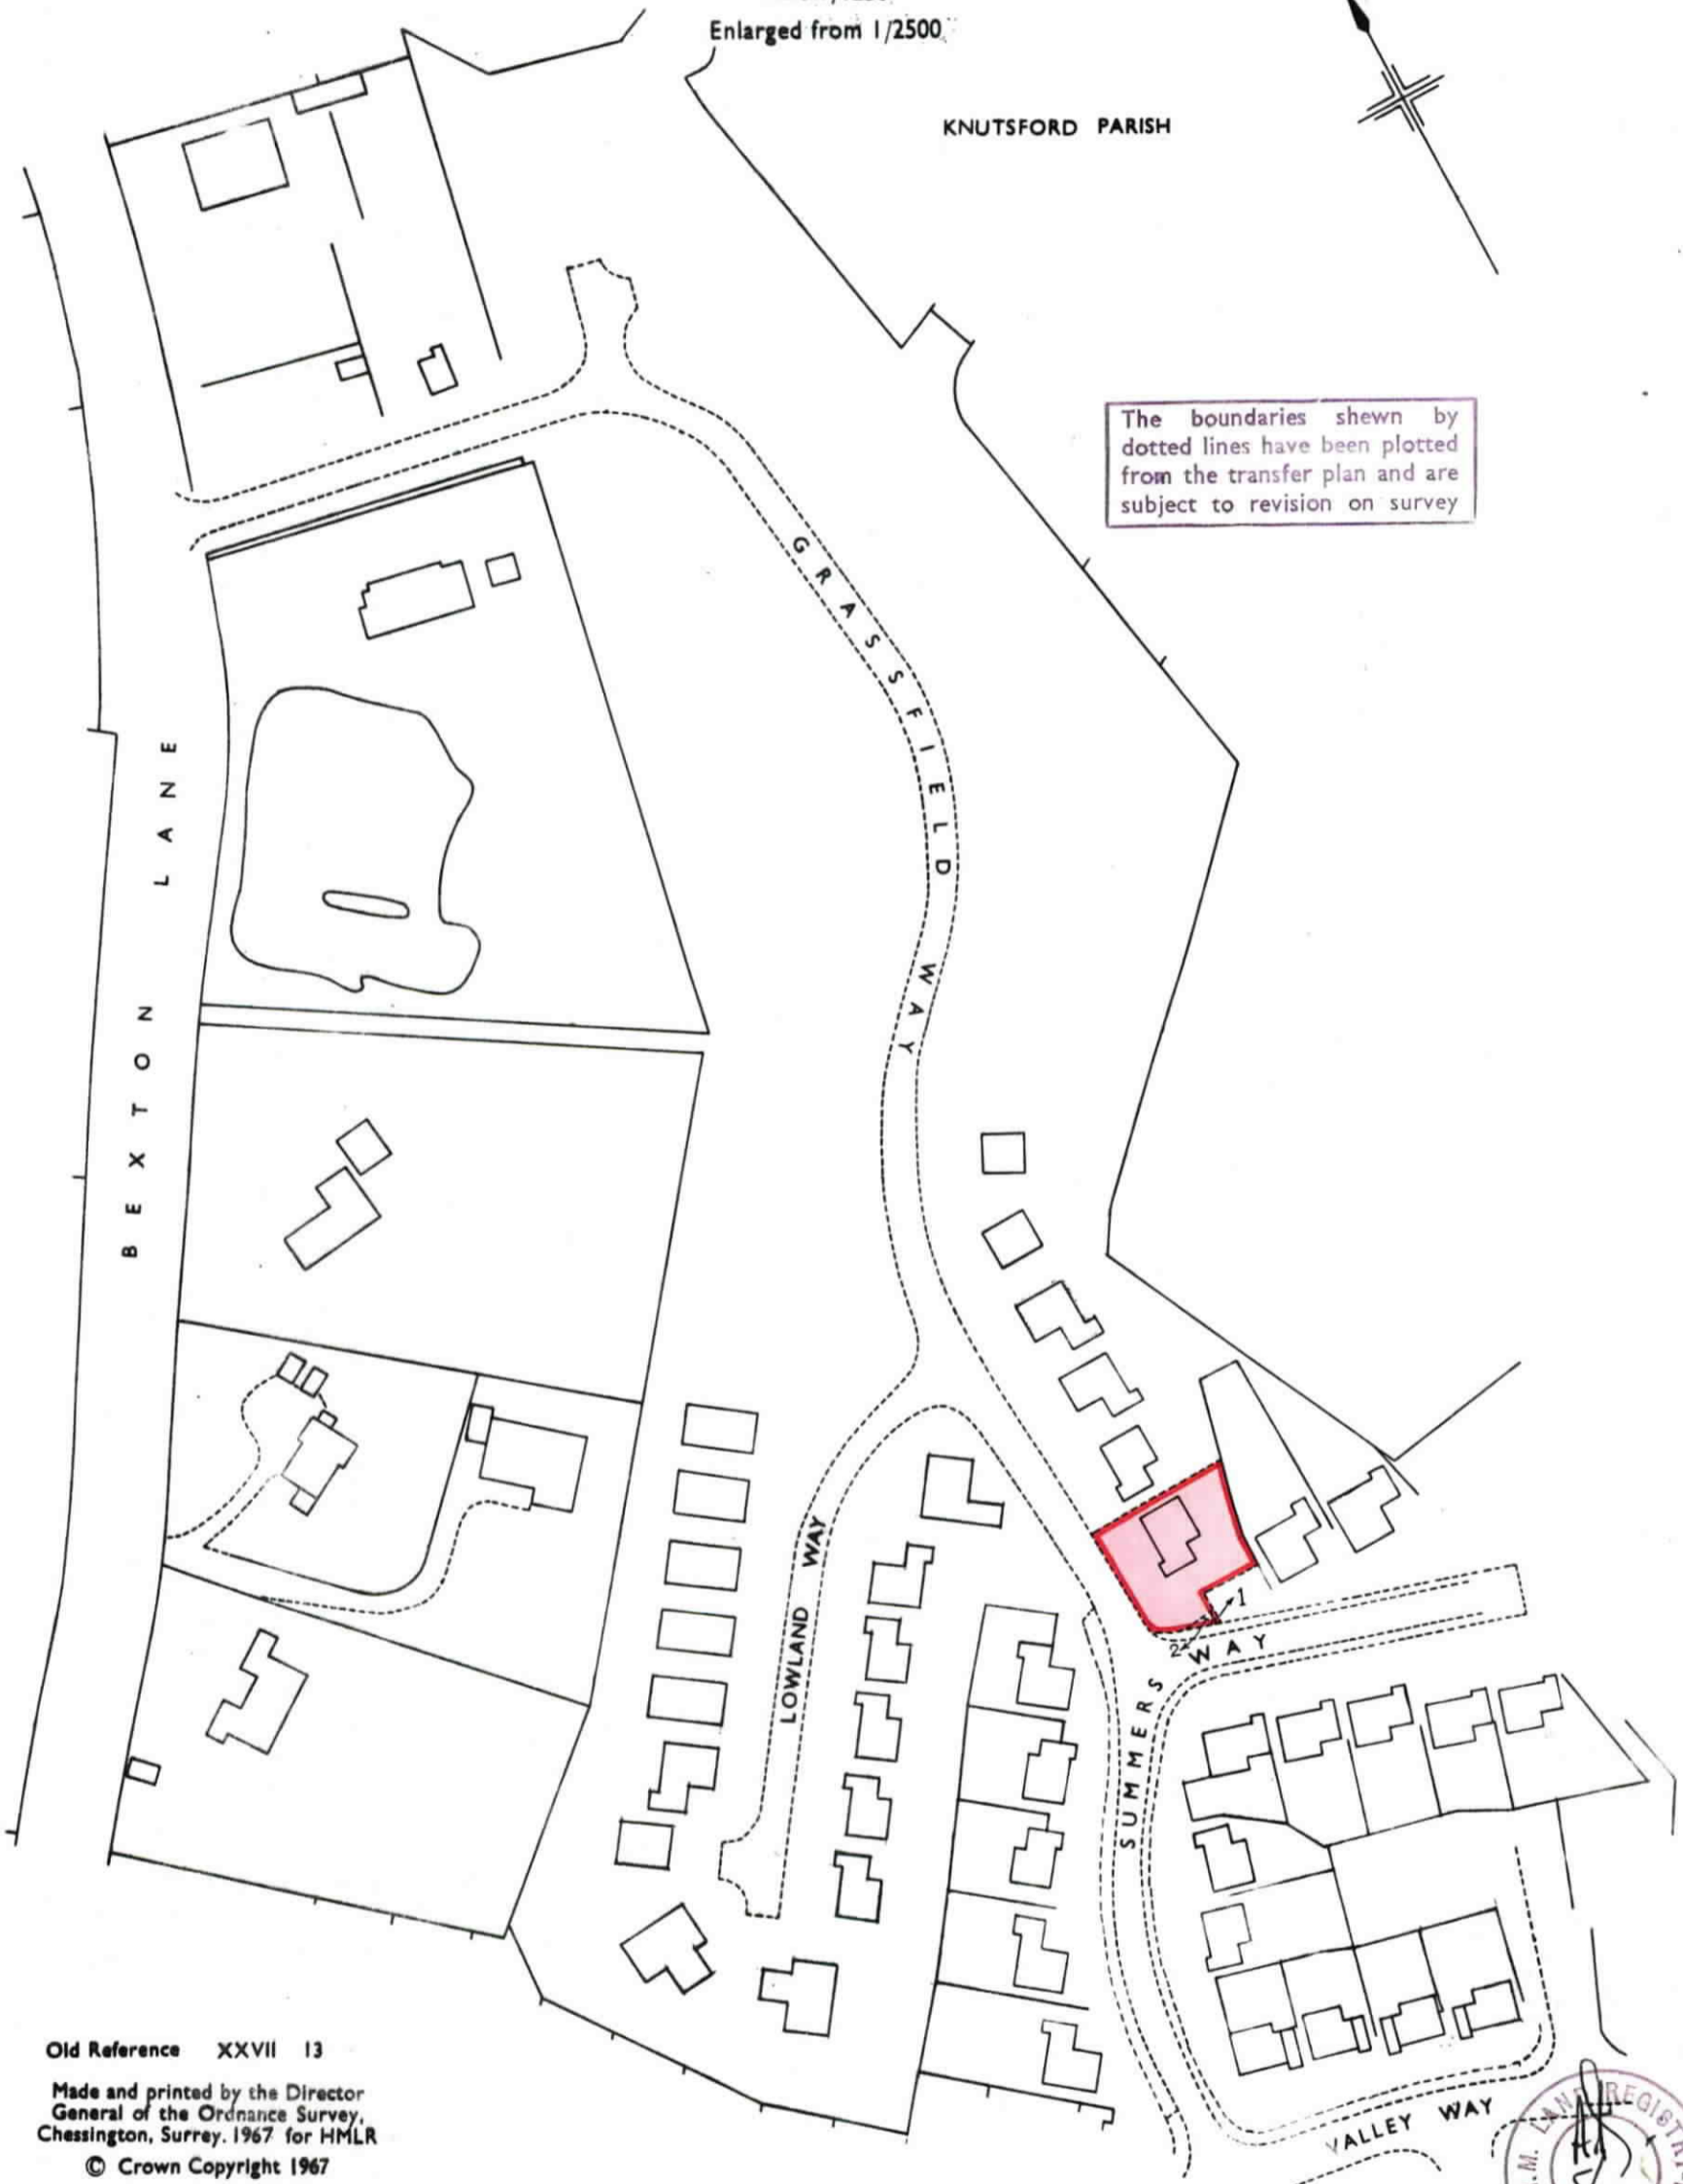 Enlarged from 1/2500
KNUTSFORD PARISH
The boundaries shewn by
dotted lines have been plotted
from the transfer plan and are
subject to revision on survey
GRASSFIELD WAY
BEXTON LANE
LOWLAND WAY
1
2
SUMMERS WAY
VALLEY WAY
Old Reference XXVII 13
Made and printed by the Director
General of the Ordnance Survey,
Chessington, Surrey. 1967 for HMLR
© Crown Copyright 1967
H.M. LAND REGISTR